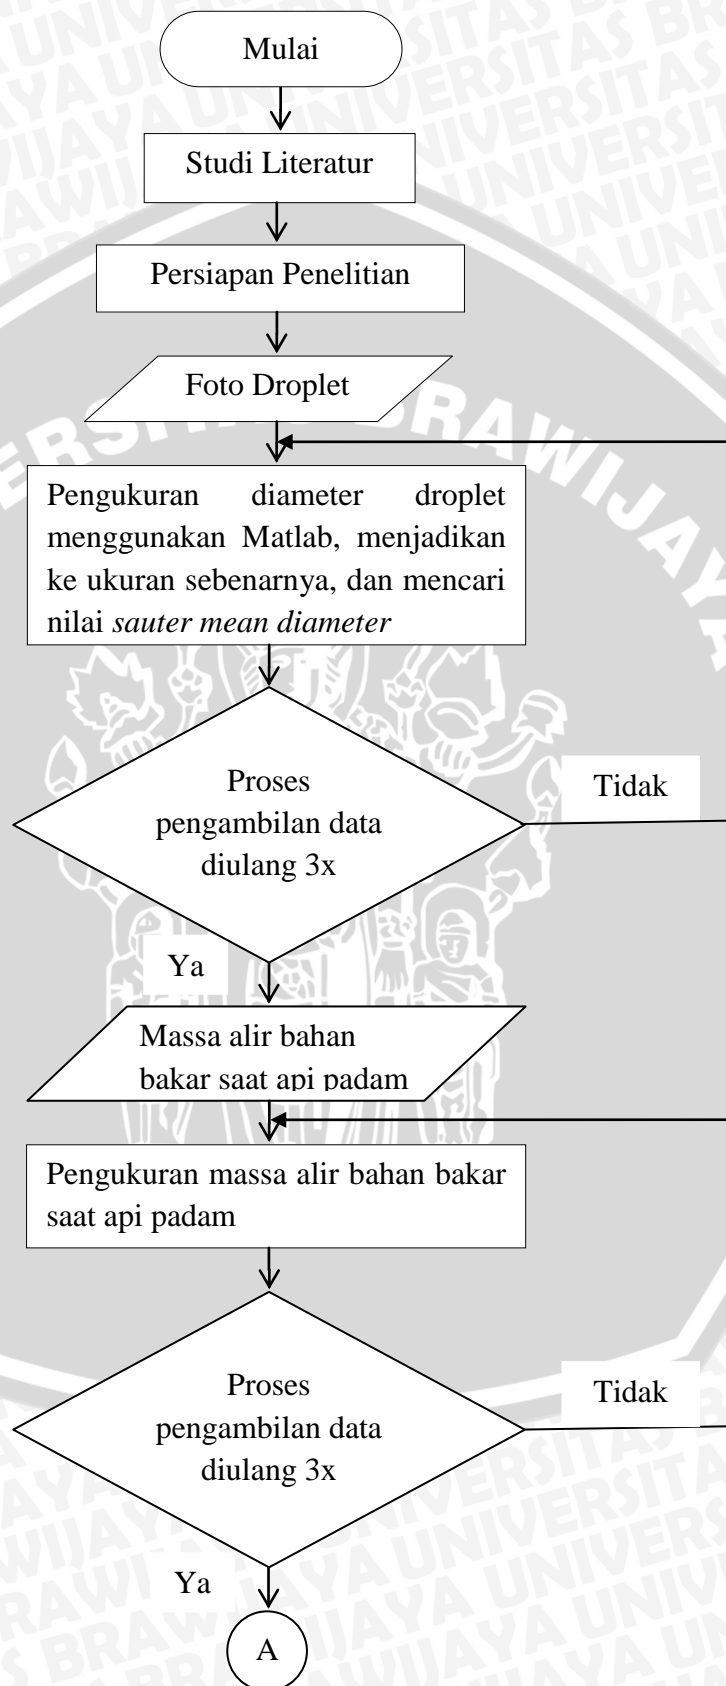 Mulai
Studi Literatur
Persiapan Penelitian
Foto Droplet
Pengukuran diameter droplet
menggunakan Matlab, menjadikan
ke ukuran sebenarnya, dan mencari
nilai sauter mean diameter
Proses
pengambilan data
diulang 3x
Tidak
Ya
Massa alir bahan
bakar saat api padam
Pengukuran massa alir bahan bakar
saat api padam
Proses
pengambilan data
diulang 3x
Tidak
Ya
A